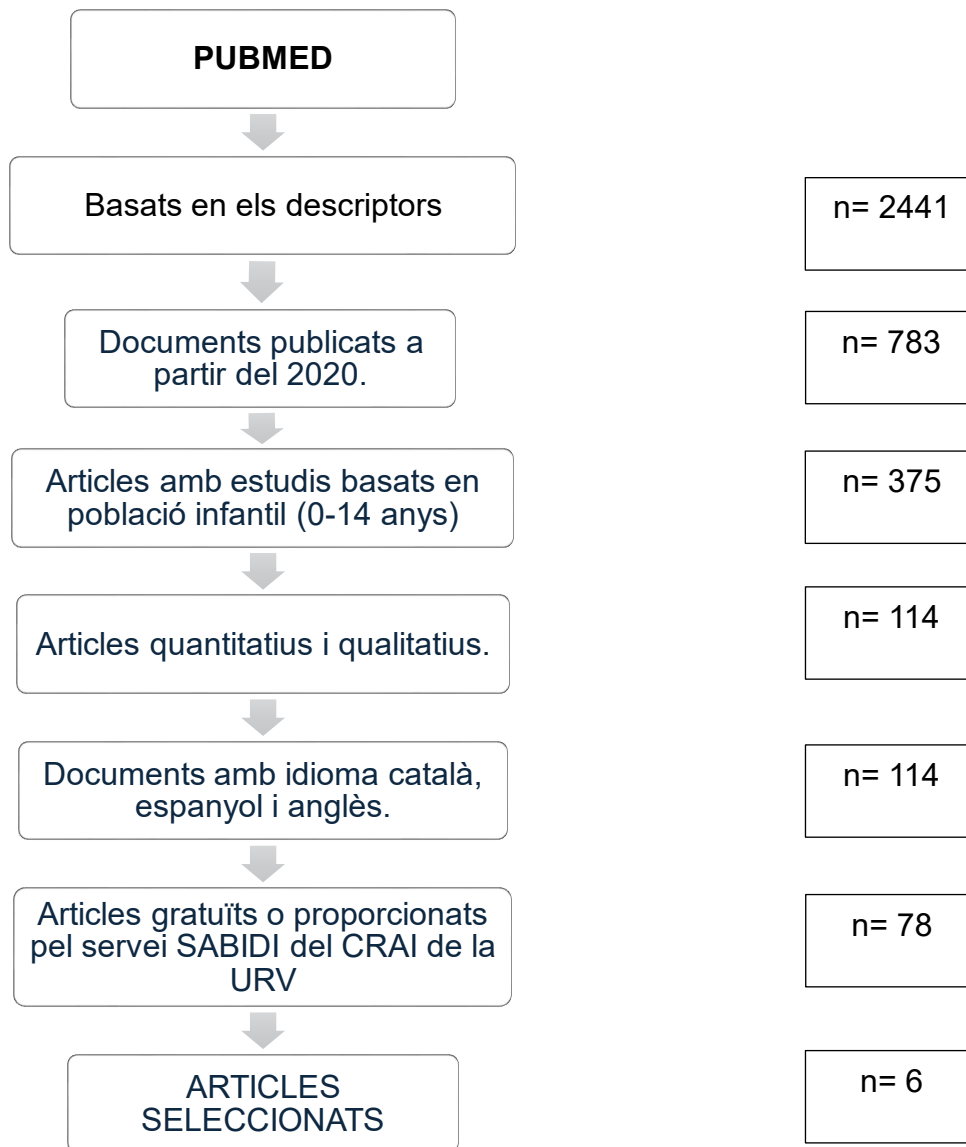 PUBMED
Basats en els descriptors
n= 2441
Documents publicats a
partir del 2020.
n= 783
Articles amb estudis basats en
població infantil (0-14 anys)
n= 375
Articles quantitatius i qualitatius.
n= 114
Documents amb idioma català,
espanyol i anglès.
n= 114
Articles gratuïts o proporcionats
pel servei SABIDI del CRAI de la
URV
n= 78
ARTICLES
SELECCIONATS
n= 6